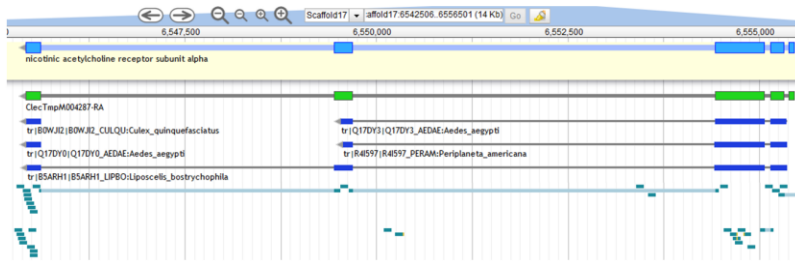 Scaffold17 :affold17:6542506..6556501 (14 Kb) Go
6,547,500 6,550,000 6,552,500 6,555,000
nicotinic acetylcholine receptor subunit alpha
ClecTmpM004287-RA
tr|B0WJI2|B0WJI2_CULQU:Culex_quinquefasciatus tr|Q17DY3|Q17DY3_AEDAE:Aedes_aegypti
tr|Q17DY0|Q17DY0_AEDAE:Aedes_aegypti tr|R4I597|R4I597_PERAM:Periplaneta_americana
tr|B5ARH1|B5ARH1_LIPBO:Liposcelis_bostrychophila